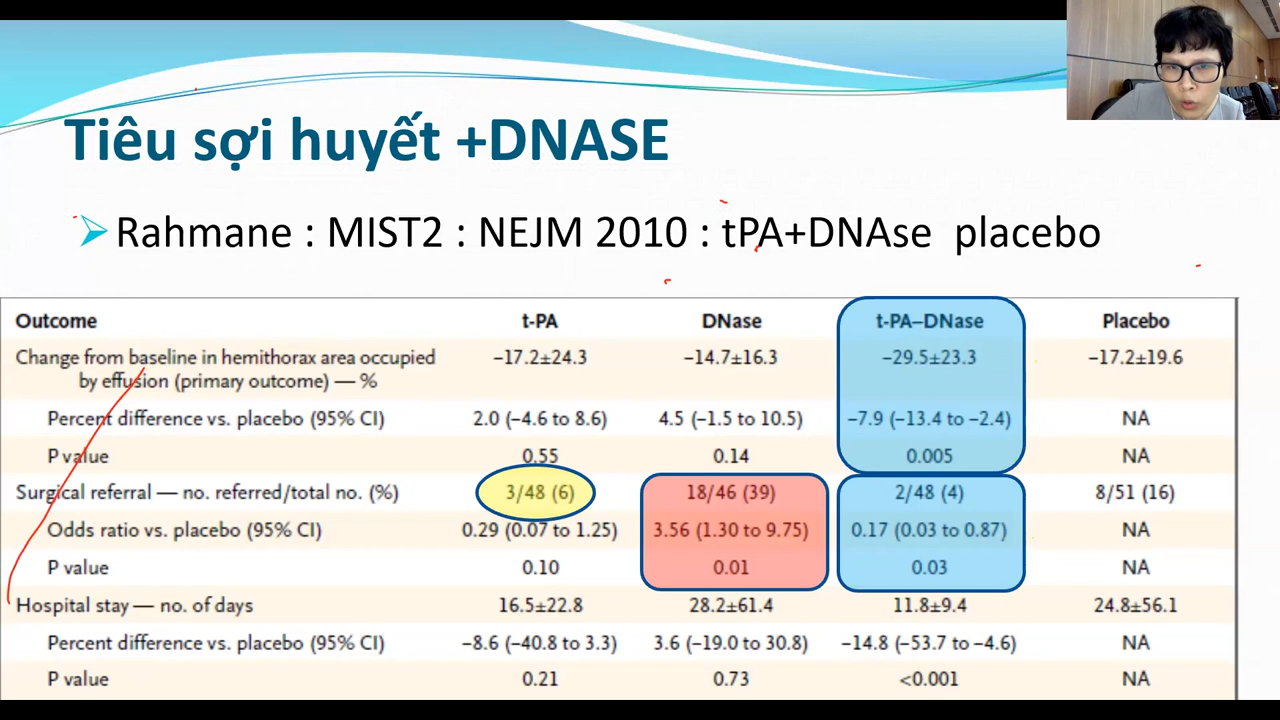 Tiêu sợi huyết +DNASE
Rahmane : MIST2 : NEJM 2010 : tPA+DNAse placebo
Outcome t-PA DNase t-PA–DNase Placebo
Change from baseline in hemithorax area occupied −17.2±24.3 −14.7±16.3 −29.5±23.3 −17.2±19.6
by effusion (primary outcome) — %
Percent difference vs. placebo (95% CI) 2.0 (−4.6 to 8.6) 4.5 (−1.5 to 10.5) −7.9 (−13.4 to −2.4) NA
P value 0.55 0.14 0.005 NA
Surgical referral — no. referred/total no. (%) 3/48 (6) 18/46 (39) 2/48 (4) 8/51 (16)
Odds ratio vs. placebo (95% CI) 0.29 (0.07 to 1.25) 3.56 (1.30 to 9.75) 0.17 (0.03 to 0.87) NA
P value 0.10 0.01 0.03 NA
Hospital stay — no. of days 16.5±22.8 28.2±61.4 11.8±9.4 24.8±56.1
Percent difference vs. placebo (95% CI) −8.6 (−40.8 to 3.3) 3.6 (−19.0 to 30.8) −14.8 (−53.7 to −4.6) NA
P value 0.21 0.73 <0.001 NA